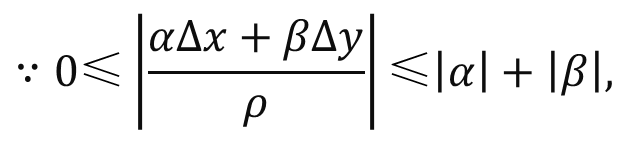 ∵ 0⩽|(αΔx + βΔy)/ρ|⩽|α| + |β|,